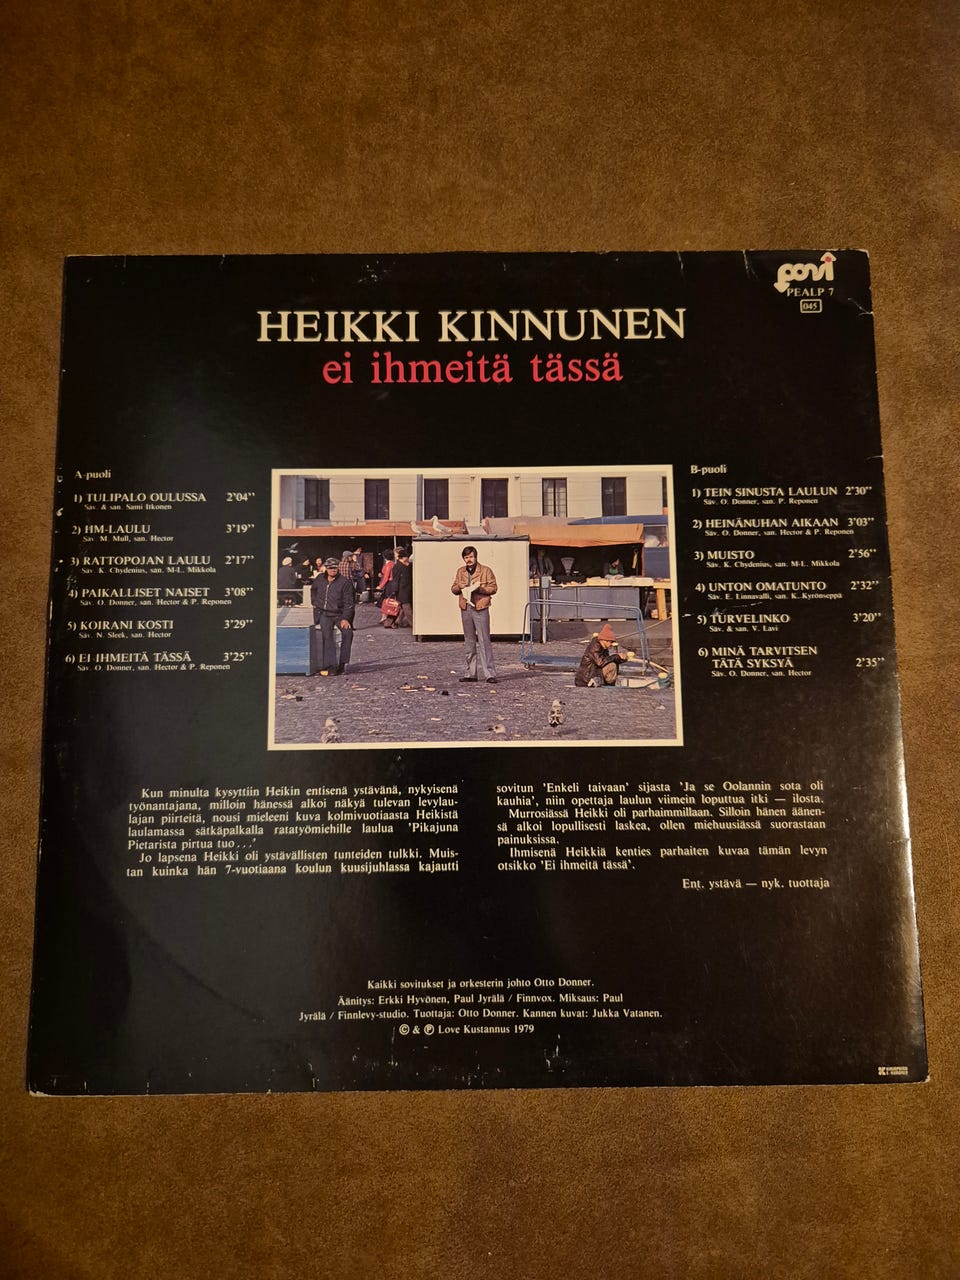 povi
PEALP 7
045
HEIKKI KINNUNEN
ei ihmeitä tässä
A-puoli
1) TULIPALO OULUSSA 2'04''
Säv. & san. Sami Itkonen
2) HM-LAULU 3'19''
Säv. M. Mull, san. Hector
3) RATTOPOJAN LAULU 2'17''
Säv. K. Chydenius, san. M-L. Mikkola
4) PAIKALLISET NAISET 3'08''
Säv. O. Donner, san. Hector & P. Reponen
5) KOIRANI KOSTI 3'29''
Säv. N. Sleek, san. Hector
6) EI IHMEITÄ TÄSSÄ 3'25''
Säv. O. Donner, san. Hector & P. Reponen
B-puoli
1) TEIN SINUSTA LAULUN 2'30''
Säv. O. Donner, san. P. Reponen
2) HEINÄNUHAN AIKAAN 3'03''
Säv. O. Donner, san. Hector & P. Reponen
3) MUISTO 2'56''
Säv. K. Chydenius, san. M-L. Mikkola
4) UNTON OMATUNTO 2'32''
Säv. E. Linnavalli, san. K. Kyrönseppä
5) TURVELINKO 3'20''
Säv. & san. V. Lavi
6) MINÄ TARVITSEN
TÄTÄ SYKSYÄ 2'35''
Säv. O. Donner, san. Hector
Kun minulta kysyttiin Heikin entisenä ystävänä, nykyisenä
työnantajana, milloin hänessä alkoi näkyä tulevan levylau-
lajan piirteitä, nousi mieleeni kuva kolmivuotiaasta Heikistä
laulamassa sätkäpalkalla ratatyömiehille laulua 'Pikajuna
Pietarista pirtua tuo . . .'
Jo lapsena Heikki oli ystävällisten tunteiden tulkki. Muis-
tan kuinka hän 7-vuotiaana koulun kuusijuhlassa kajautti
sovitun 'Enkeli taivaan' sijasta 'Ja se Oolannin sota oli
kauhia', niin opettaja laulun viimein loputtua itki — ilosta.
Murrosiässä Heikki oli parhaimmillaan. Silloin hänen äänen-
sä alkoi lopullisesti laskea, ollen miehuusiässä suorastaan
painuksissa.
Ihmisenä Heikkiä kenties parhaiten kuvaa tämän levyn
otsikko 'Ei ihmeitä tässä'.
Ent. ystävä — nyk. tuottaja
Kaikki sovitukset ja orkesterin johto Otto Donner.
Äänitys: Erkki Hyvönen, Paul Jyrälä / Finnvox. Miksaus: Paul
Jyrälä / Finnlevy-studio. Tuottaja: Otto Donner. Kannen kuvat: Jukka Vatanen.
© & ℗ Love Kustannus 1979